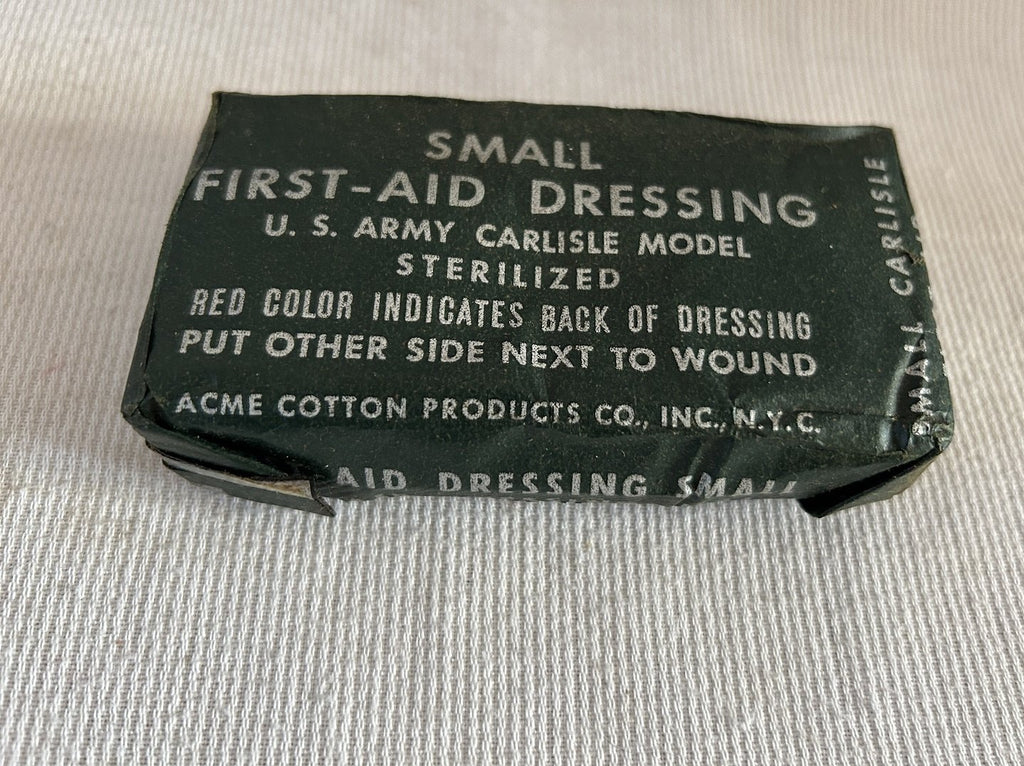 SMALL
FIRST-AID DRESSING
U. S. ARMY CARLISLE MODEL
STERILIZED
RED COLOR INDICATES BACK OF DRESSING
PUT OTHER SIDE NEXT TO WOUND
ACME COTTON PRODUCTS CO., INC., N.Y.C.
AID DRESSING SMALL
SMALL CARLISLE